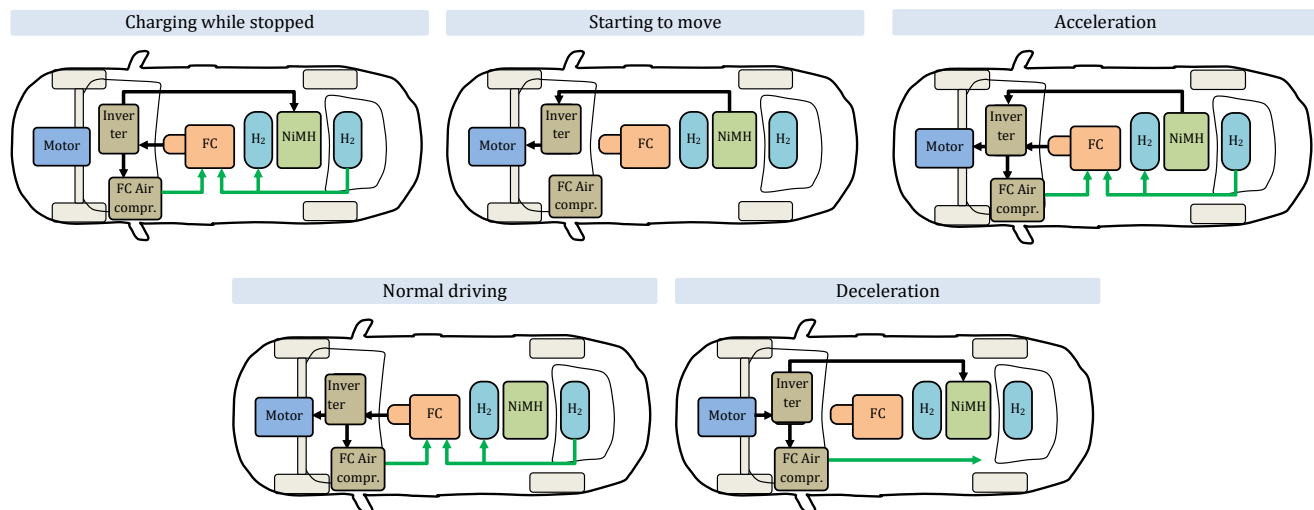 Charging while stopped
Starting to move
Acceleration
Motor
Inver
ter
FC
H2
NiMH
H2
FC Air
compr.
Motor
Inver
ter
FC
H2
NiMH
H2
FC Air
compr.
Motor
Inver
ter
FC
H2
NiMH
H2
FC Air
compr.
Normal driving
Deceleration
Motor
Inver
ter
FC
H2
NiMH
H2
FC Air
compr.
Motor
Inver
ter
FC
H2
NiMH
H2
FC Air
compr.